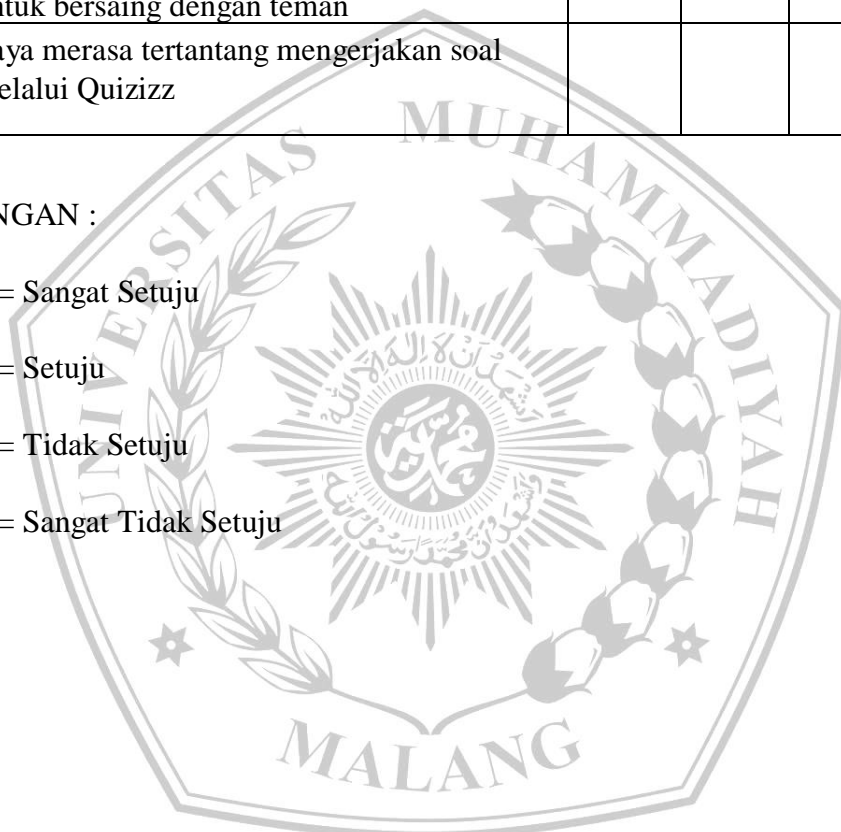 ntuk bersaing dengan teman
aya merasa tertantang mengerjakan soal
elalui Quizizz
NGAN :
= Sangat Setuju
= Setuju
= Tidak Setuju
= Sangat Tidak Setuju
UNIVERSITAS MUHAMMADIYAH
MALANG